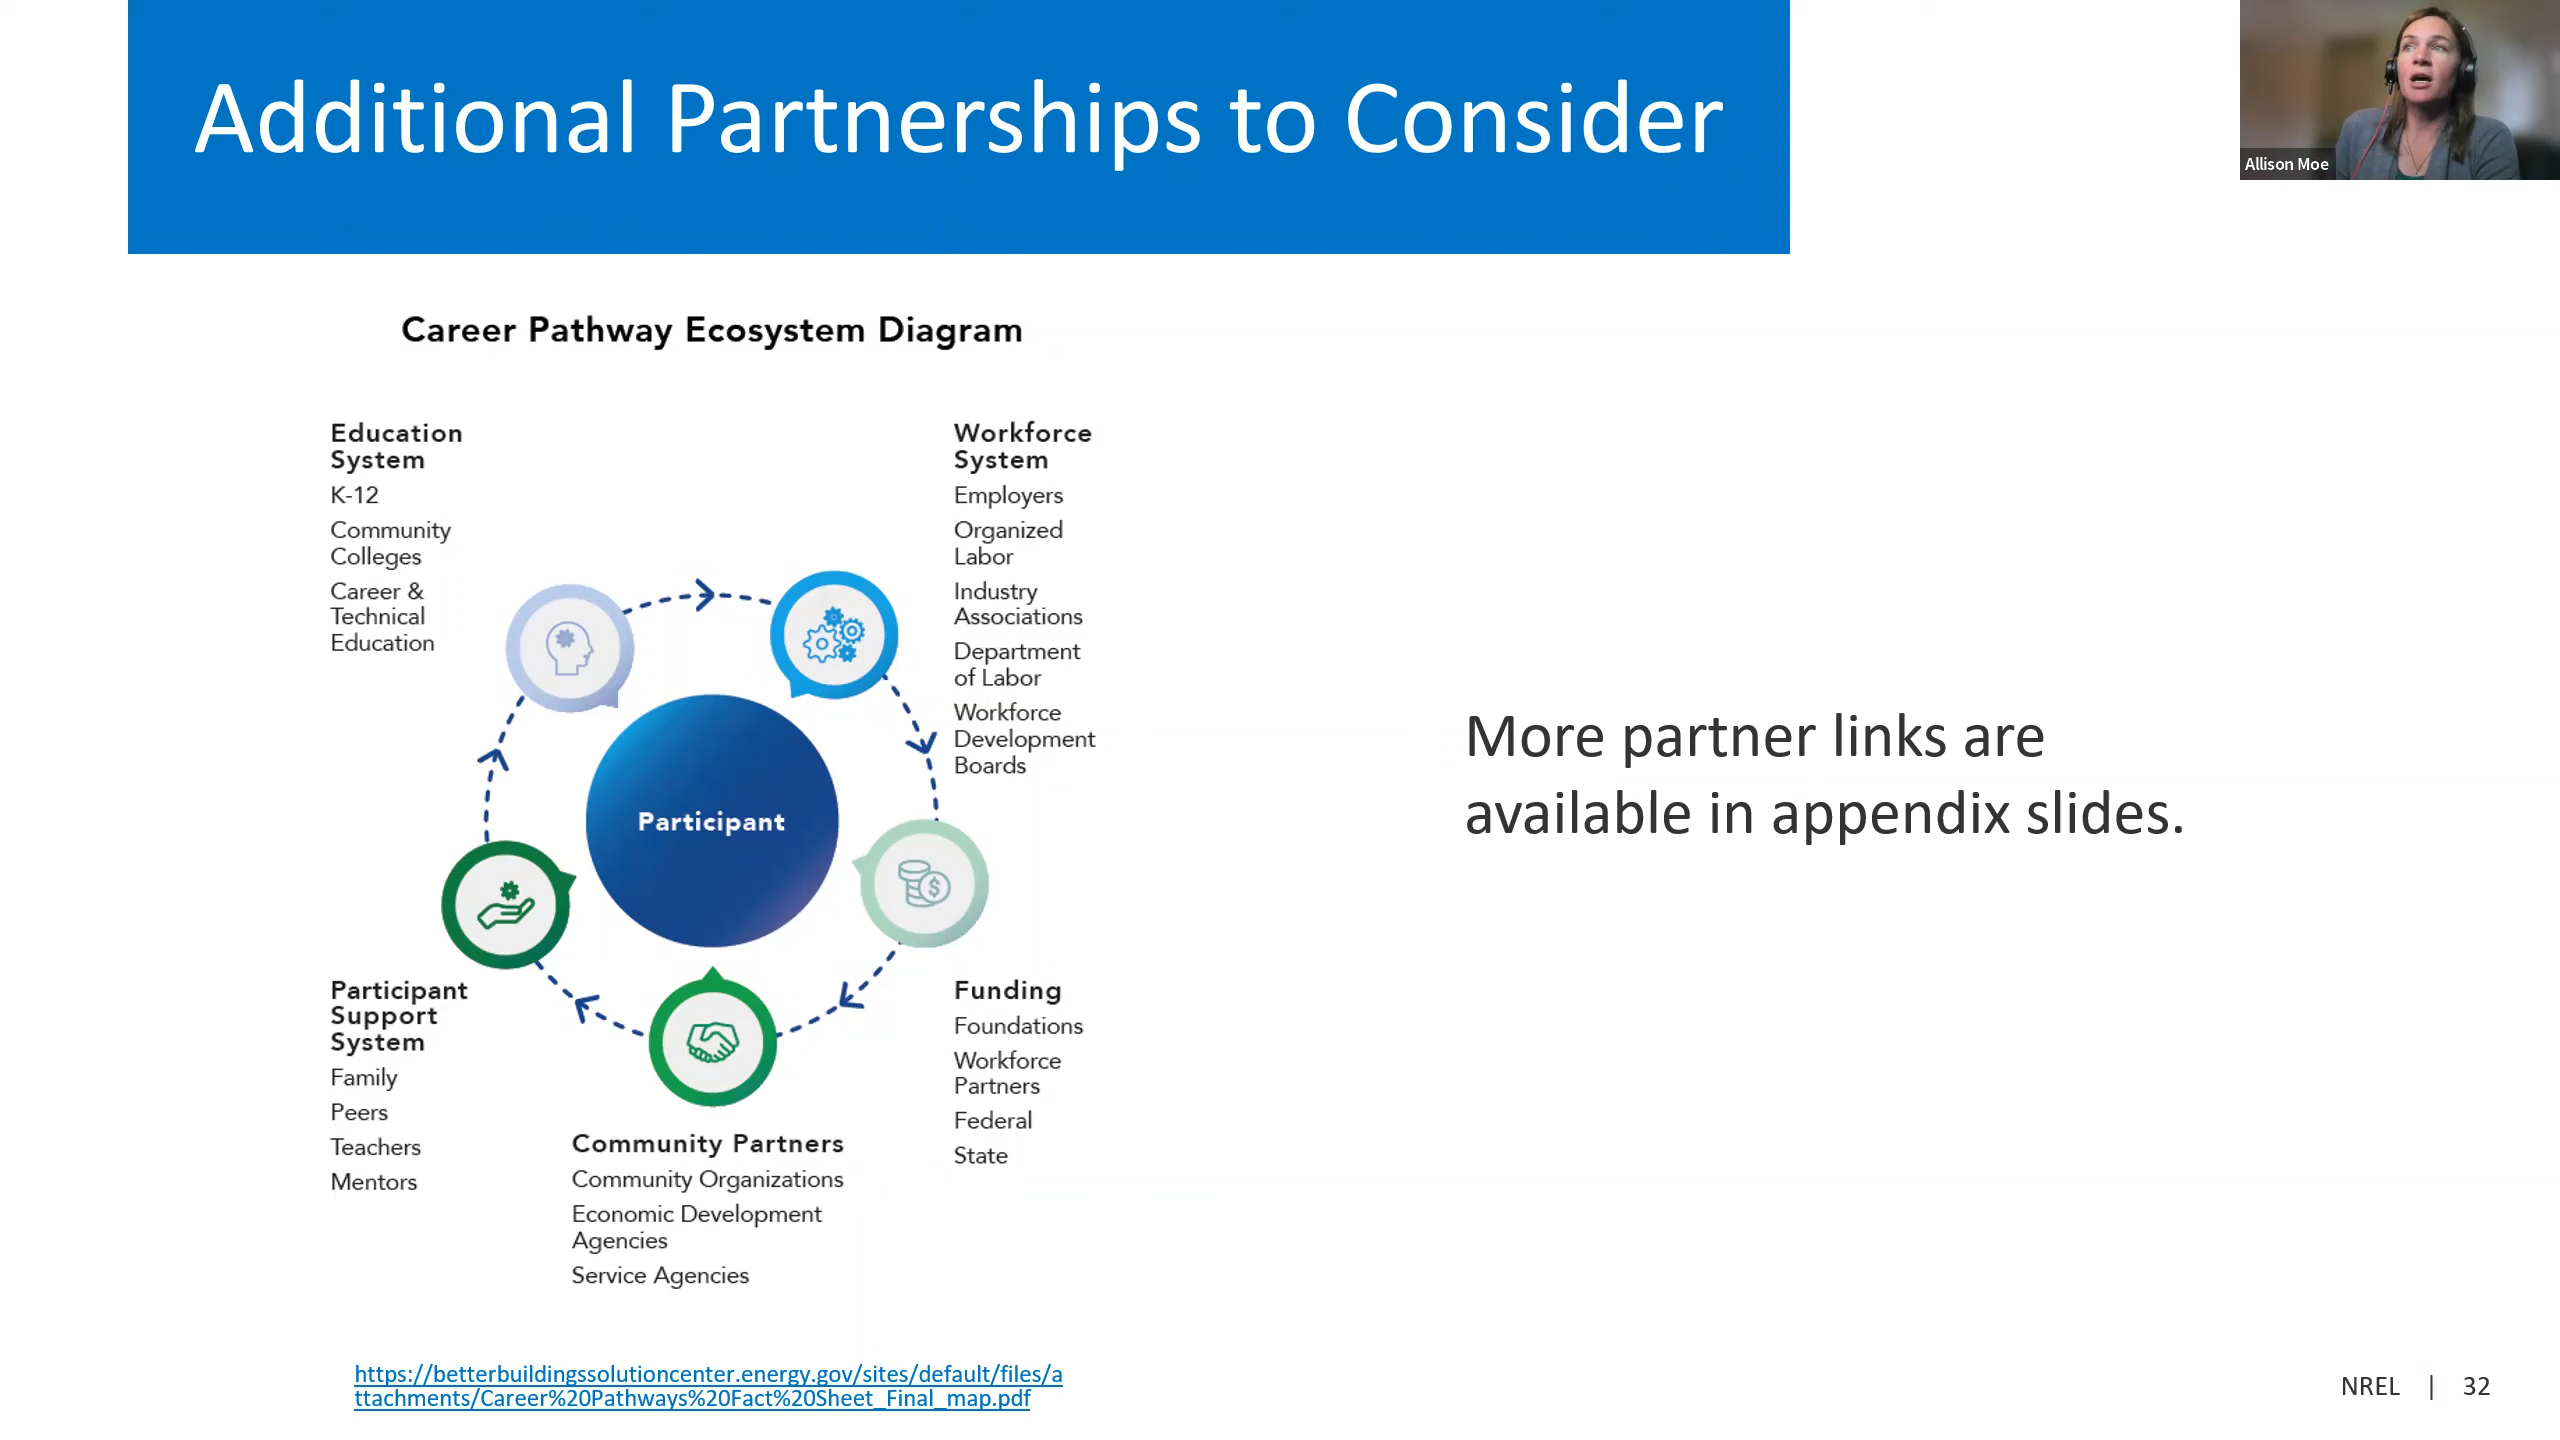 Additional Partnerships to Consider
Allison Moe
Career Pathway Ecosystem Diagram
Education
System
K-12
Community
Colleges
Career &
Technical
Education
Workforce
System
Employers
Organized
Labor
Industry
Associations
Department
of Labor
Workforce
Development
Boards
Participant
$
Participant
Support
System
Family
Peers
Teachers
Mentors
Community Partners
Community Organizations
Economic Development
Agencies
Service Agencies
Funding
Foundations
Workforce
Partners
Federal
State
More partner links are
available in appendix slides.
https://betterbuildingssolutioncenter.energy.gov/sites/default/files/a
ttachments/Career%20Pathways%20Fact%20Sheet_Final_map.pdf
NREL | 32